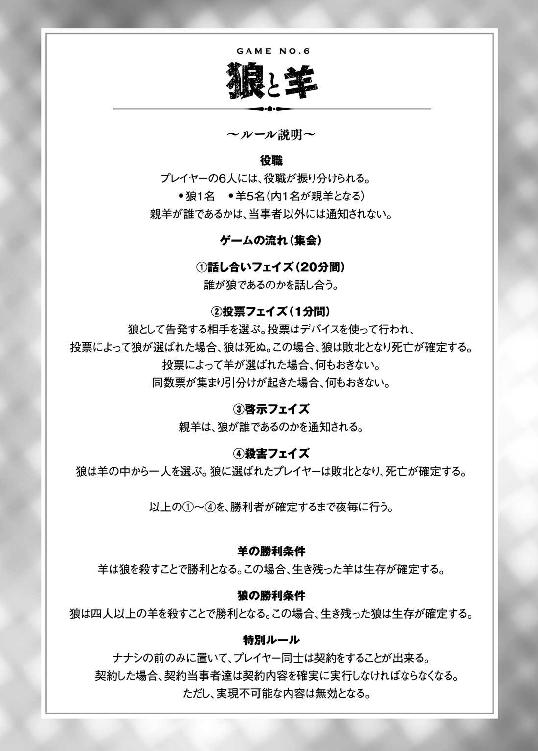 GAME NO.6
狼と羊
～ルール説明～
役職
プレイヤーの6人には、役職が振り分けられる。
•狼1名 •羊5名(内1名が親羊となる)
親羊が誰であるかは、当事者以外には通知されない。
ゲームの流れ(集会)
①話し合いフェイズ(20分間)
誰が狼であるのかを話し合う。
②投票フェイズ(1分間)
狼として告発する相手を選ぶ。投票はデバイスを使って行われ、
投票によって狼が選ばれた場合、狼は死ぬ。この場合、狼は敗北となり死亡が確定する。
投票によって羊が選ばれた場合、何もおきない。
同数票が集まり引分けが起きた場合、何もおきない。
③啓示フェイズ
親羊は、狼が誰であるのかを通知される。
④殺害フェイズ
狼は羊の中から一人を選ぶ。狼に選ばれたプレイヤーは敗北となり、死亡が確定する。
以上の①～④を、勝利者が確定するまで夜毎に行う。
羊の勝利条件
羊は狼を殺すことで勝利となる。この場合、生き残った羊は生存が確定する。
狼の勝利条件
狼は四人以上の羊を殺すことで勝利となる。この場合、生き残った狼は生存が確定する。
特別ルール
ナナシの前のみに置いて、プレイヤー同士は契約をすることが出来る。
契約した場合、契約当事者達は契約内容を確実に実行しなければならなくなる。
ただし、実現不可能な内容は無効となる。